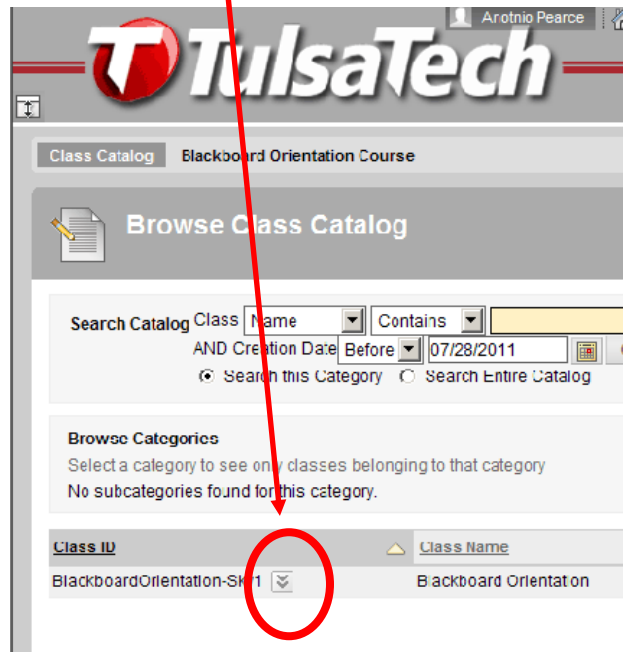 Arotnio Pearce
TulsaTech
Class Catalog Blackboard Orientation Course
Browse Class Catalog
Search Catalog Class Name Contains
AND Creation Date Before 07/28/2011
Search this Category Search Entire Catalog
Browse Categories
Select a category to see only classes belonging to that category
No subcategories found for this category.
Class ID Class Name
Blackboard Orientation